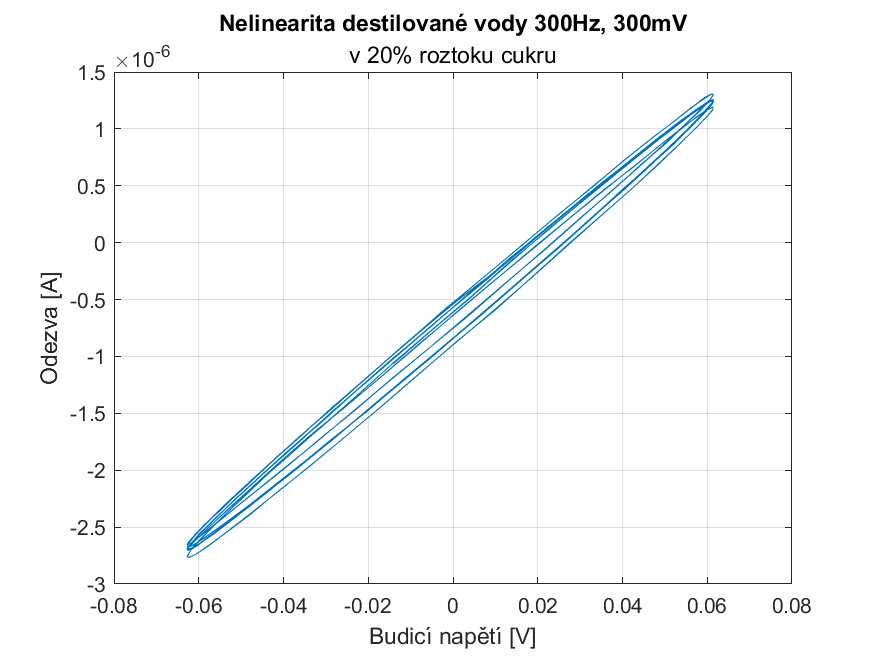 Nelinearita destilované vody 300Hz, 300mV
v 20% roztoku cukru
×10⁻⁶
1.5
1
0.5
0
-0.5
-1
-1.5
-2
-2.5
-3
Odezva [A]
-0.08 -0.06 -0.04 -0.02 0 0.02 0.04 0.06 0.08
Budicí napětí [V]